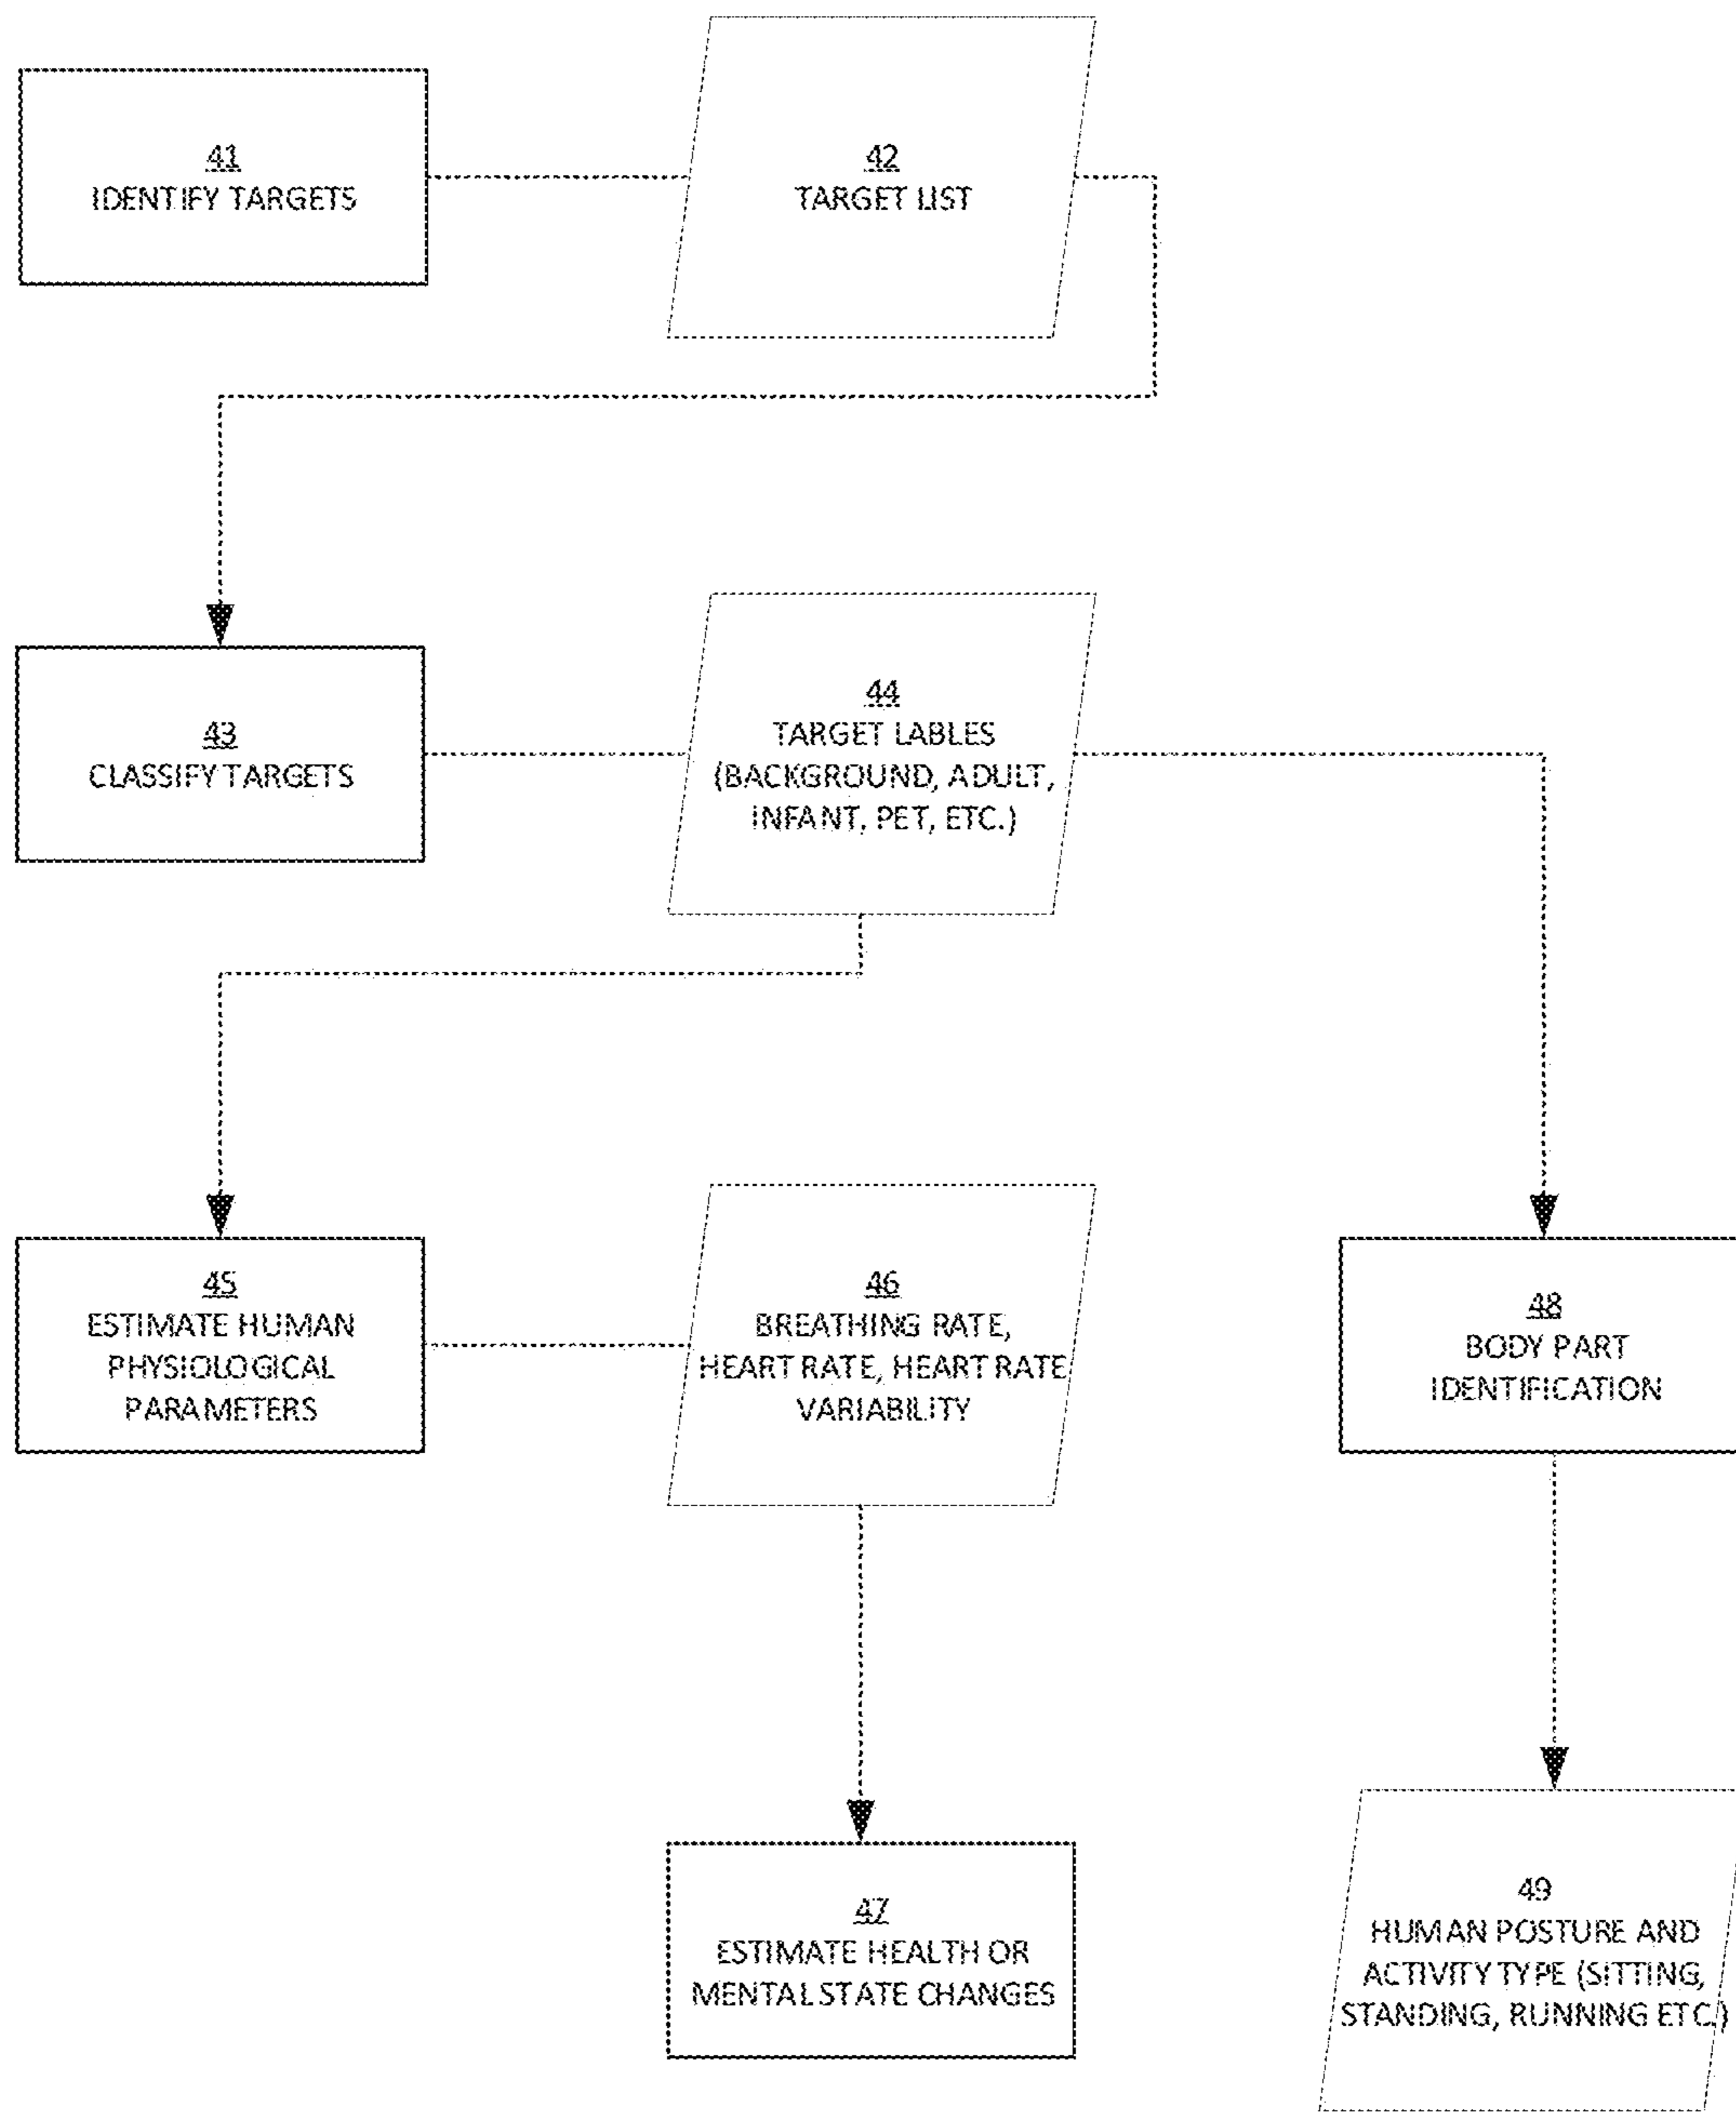 41
IDENTIFY TARGETS
42
TARGET LIST
43
CLASSIFY TARGETS
44
TARGET LABLES
(BACKGROUND, ADULT,
INFANT, PET, ETC.)
45
ESTIMATE HUMAN
PHYSIOLOGICAL
PARAMETERS
46
BREATHING RATE,
HEART RATE, HEART RATE
VARIABILITY
48
BODY PART
IDENTIFICATION
47
ESTIMATE HEALTH OR
MENTAL STATE CHANGES
49
HUMAN POSTURE AND
ACTIVITY TYPE (SITTING,
STANDING, RUNNING ETC.)